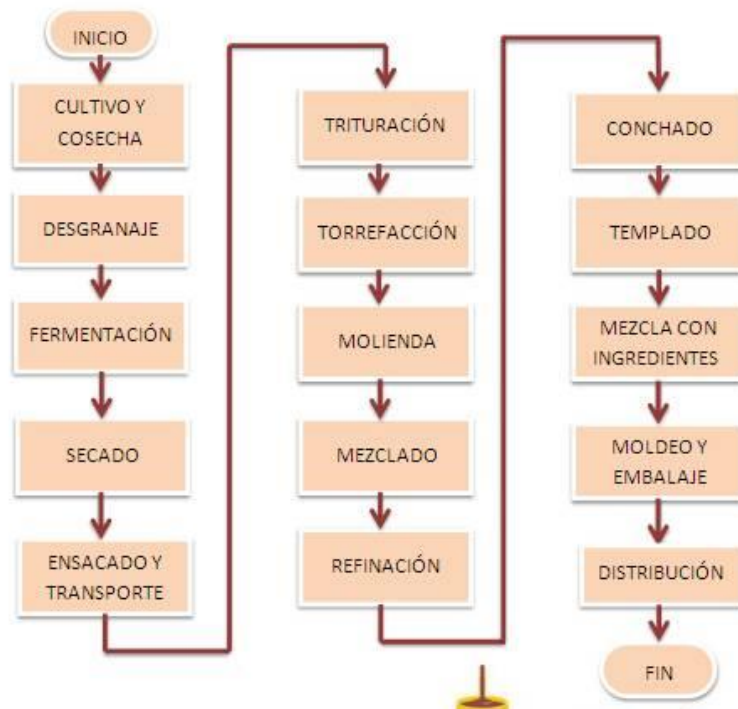 INICIO
CULTIVO Y
COSECHA
DESGRANAJE
FERMENTACIÓN
SECADO
ENSACADO Y
TRANSPORTE
TRITURACIÓN
TORREFACCIÓN
MOLIENDA
MEZCLADO
REFINACIÓN
CONCHADO
TEMPLADO
MEZCLA CON
INGREDIENTES
MOLDEO Y
EMBALAJE
DISTRIBUCIÓN
FIN